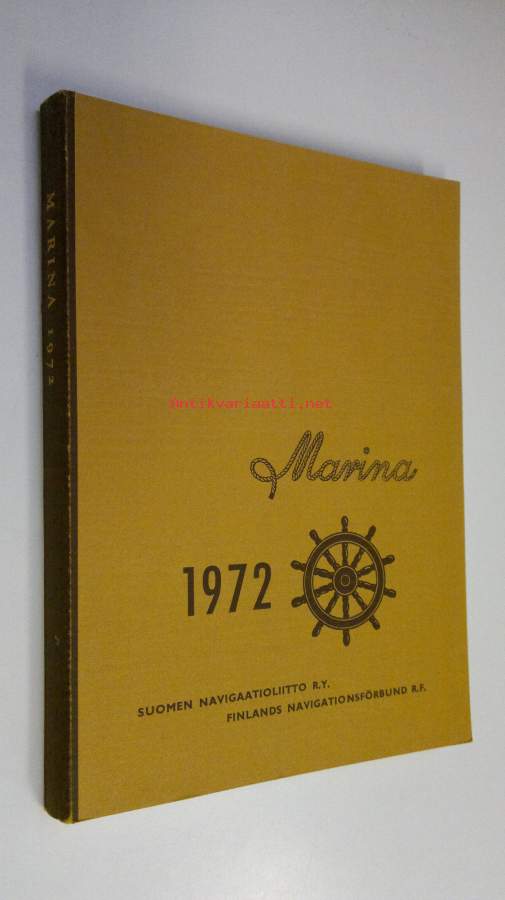 MARINA 1972
antikvariaatti.net
Marina
1972
SUOMEN NAVIGAATIOLIITTO R.Y.
FINLANDS NAVIGATIONSFÖRBUND R.F.